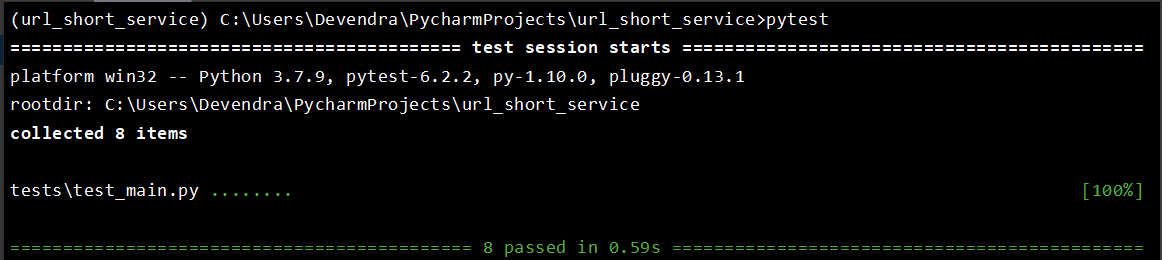 (url_short_service) C:\Users\Devendra\PycharmProjects\url_short_service>pytest
=========================================== test session starts ============================================
platform win32 -- Python 3.7.9, pytest-6.2.2, py-1.10.0, pluggy-0.13.1
rootdir: C:\Users\Devendra\PycharmProjects\url_short_service
collected 8 items
tests\test_main.py ........ [100%]
============================================ 8 passed in 0.59s =============================================